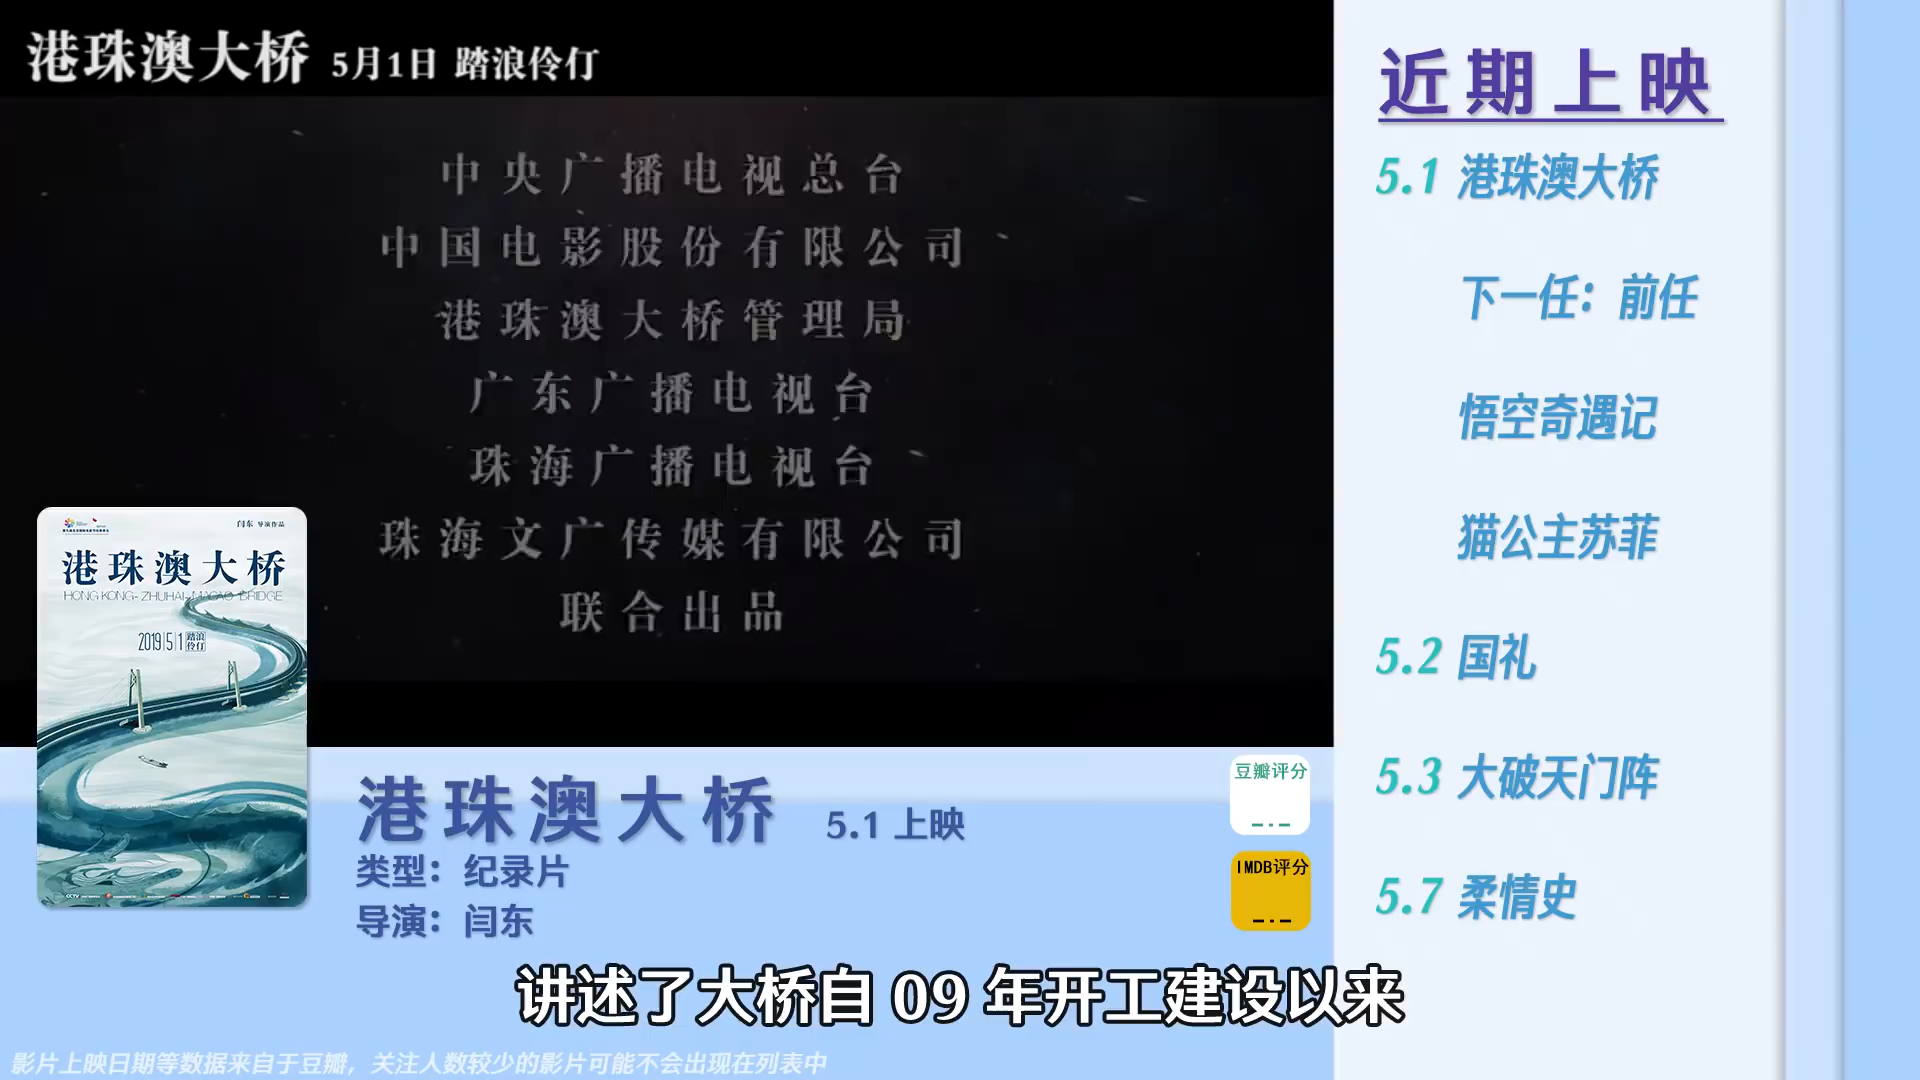 港珠澳大桥 5月1日 踏浪伶仃
中央广播电视总台
中国电影股份有限公司
港珠澳大桥管理局
广东广播电视台
珠海广播电视台
珠海文广传媒有限公司
联合出品
闫东 导演作品
港珠澳大桥
HONG KONG-ZHUHAI-MACAO BRIDGE
2019|5|1 踏浪伶仃
港珠澳大桥 5.1 上映
类型：纪录片
导演：闫东
豆瓣评分
-.-
IMDB评分
-.-
近期上映
5.1 港珠澳大桥
下一任：前任
悟空奇遇记
猫公主苏菲
5.2 国礼
5.3 大破天门阵
5.7 柔情史
讲述了大桥自 09 年开工建设以来
影片上映日期等数据来自于豆瓣，关注人数较少的影片可能不会出现在列表中